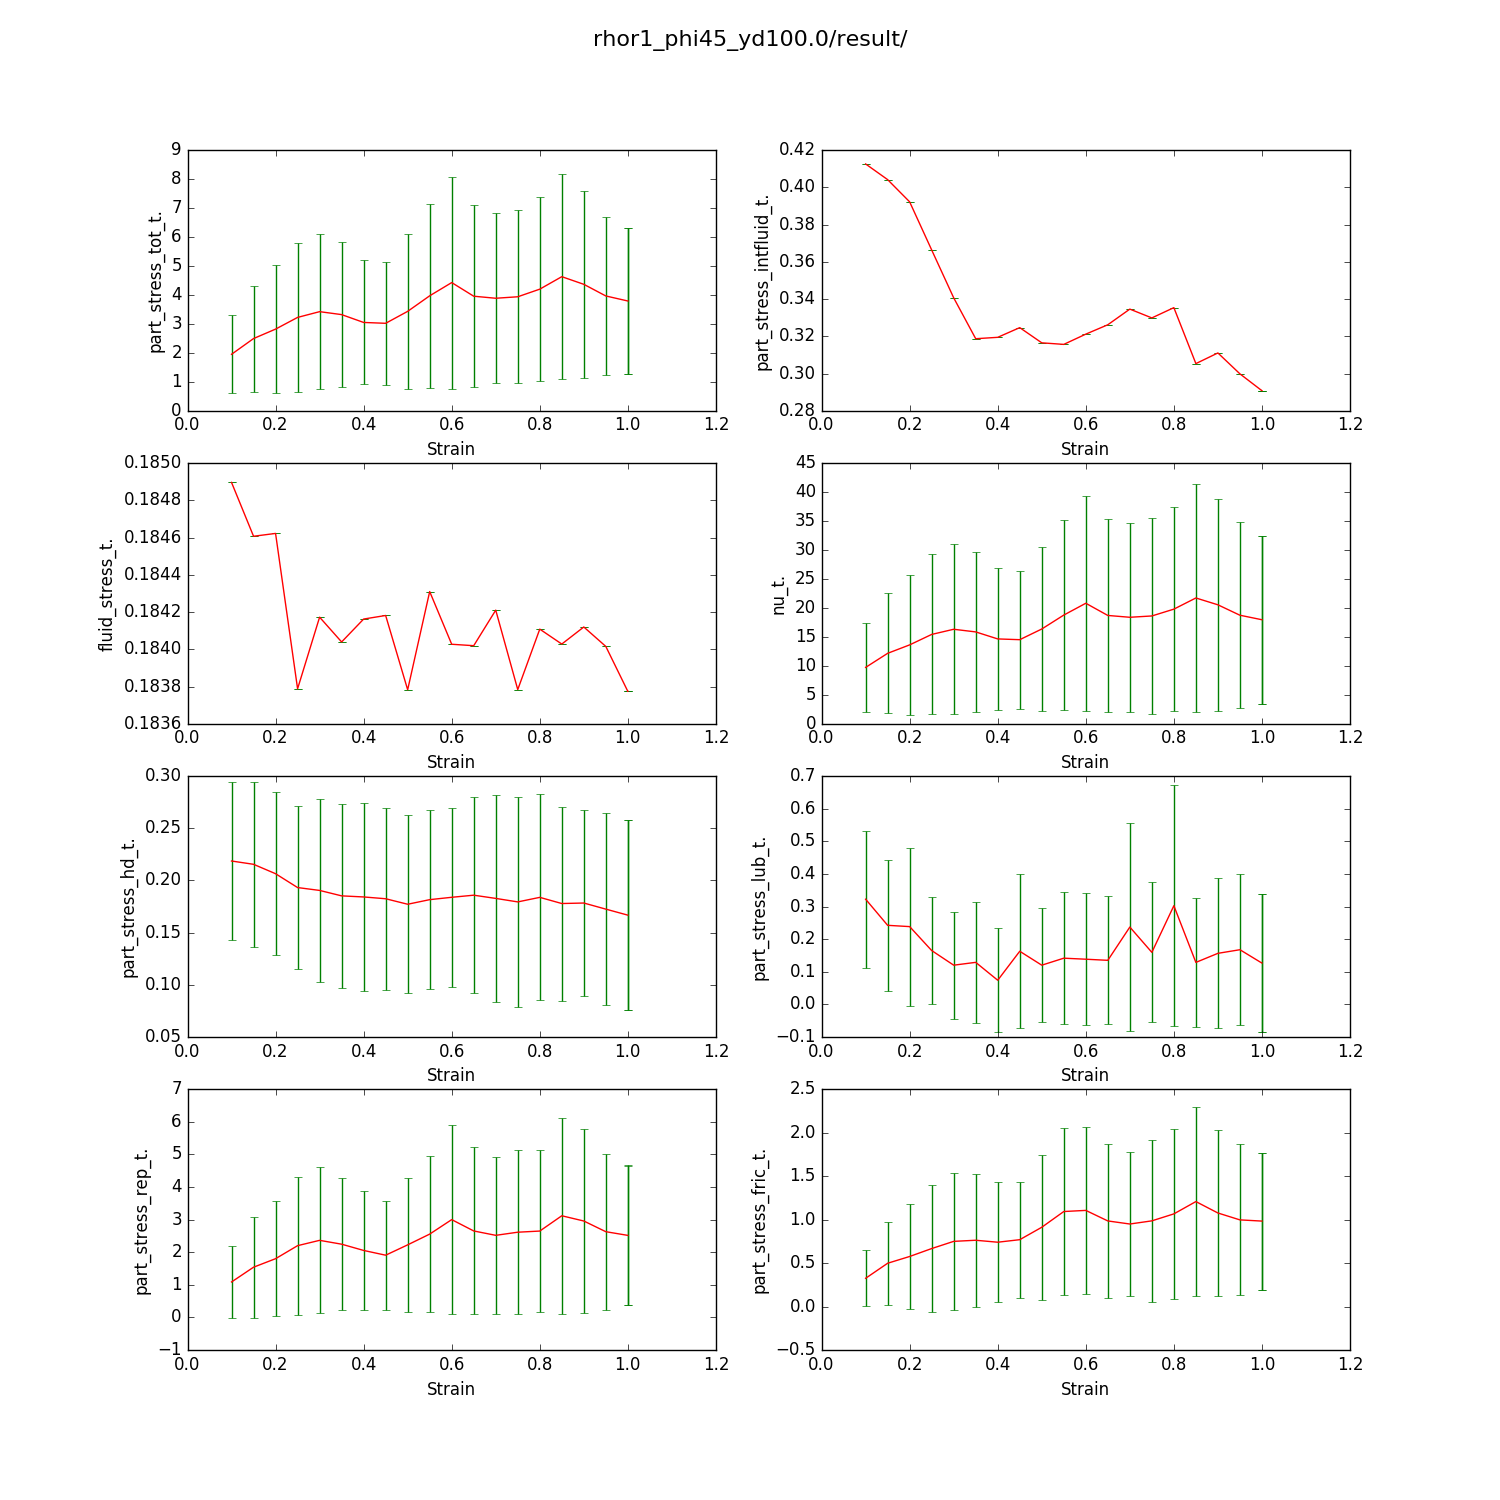 rhor1_phi45_yd100.0/result/
9
8
7
6
5
4
3
2
1
0
part_stress_tot_t.
0.0 0.2 0.4 0.6 0.8 1.0 1.2
Strain
0.42
0.40
0.38
0.36
0.34
0.32
0.30
0.28
part_stress_intfluid_t.
0.0 0.2 0.4 0.6 0.8 1.0 1.2
Strain
0.1850
0.1848
0.1846
0.1844
0.1842
0.1840
0.1838
0.1836
fluid_stress_t.
0.0 0.2 0.4 0.6 0.8 1.0 1.2
Strain
45
40
35
30
25
20
15
10
5
0
nu_t.
0.0 0.2 0.4 0.6 0.8 1.0 1.2
Strain
0.30
0.25
0.20
0.15
0.10
0.05
part_stress_hd_t.
0.0 0.2 0.4 0.6 0.8 1.0 1.2
Strain
0.7
0.6
0.5
0.4
0.3
0.2
0.1
0.0
−0.1
part_stress_lub_t.
0.0 0.2 0.4 0.6 0.8 1.0 1.2
Strain
7
6
5
4
3
2
1
0
−1
part_stress_rep_t.
0.0 0.2 0.4 0.6 0.8 1.0 1.2
Strain
2.5
2.0
1.5
1.0
0.5
0.0
−0.5
part_stress_fric_t.
0.0 0.2 0.4 0.6 0.8 1.0 1.2
Strain